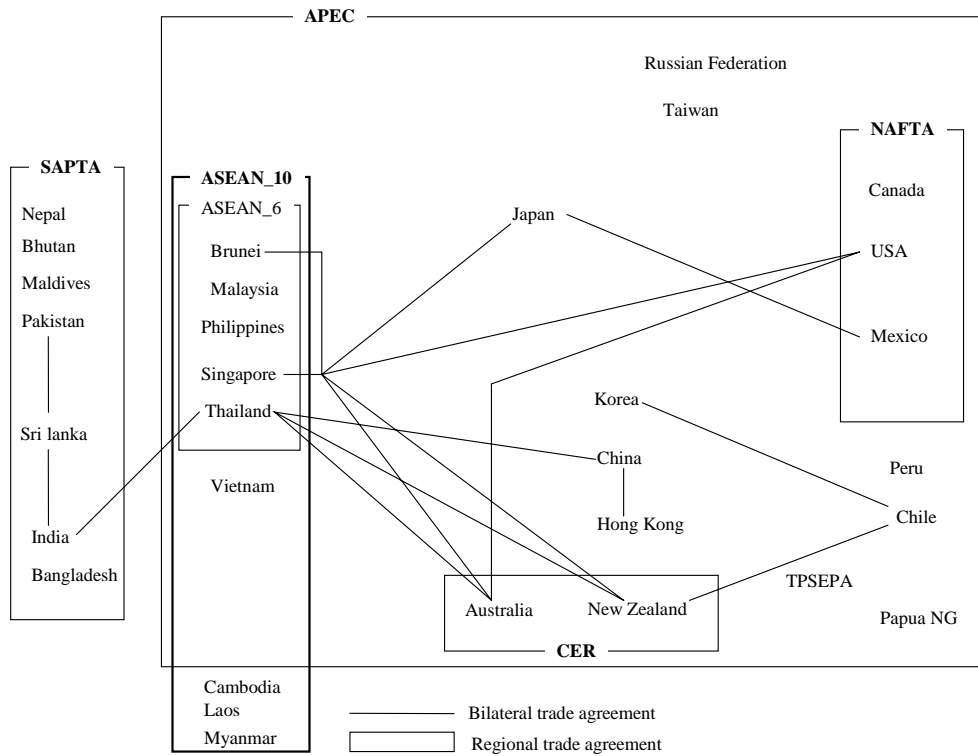 APEC
Russian Federation
Taiwan
NAFTA
Canada
USA
Mexico
SAPTA
Nepal
Bhutan
Maldives
Pakistan
Sri lanka
India
Bangladesh
ASEAN_10
ASEAN_6
Brunei
Malaysia
Philippines
Singapore
Thailand
Vietnam
Cambodia
Laos
Myanmar
Japan
Korea
China
Hong Kong
Peru
Chile
TPSEPA
Papua NG
Australia
New Zealand
CER
Bilateral trade agreement
Regional trade agreement